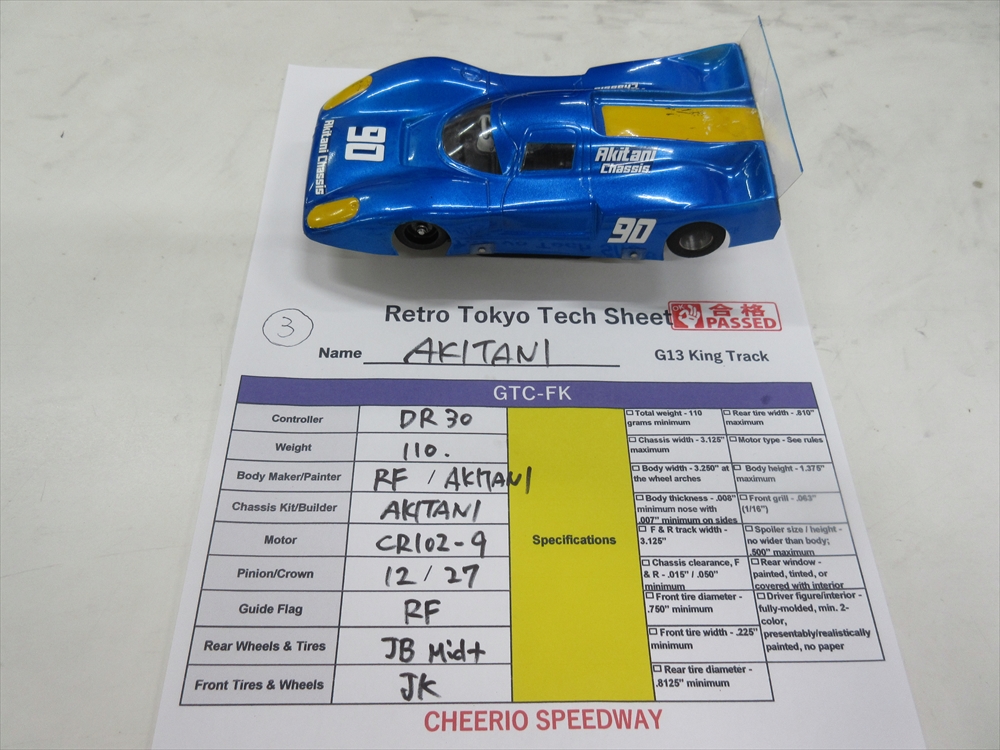 90
Akitani Chassis
Chassis
Akitani
Chassis
90
3
Retro Tokyo Tech Sheet
合格
PASSED
Name AKITANI
G13 King Track
GTC-FK
Controller DR30
Weight 110.
Body Maker/Painter RF / AKITANI
Chassis Kit/Builder AKITANI
Motor CR102-9
Pinion/Crown 12/27
Guide Flag RF
Rear Wheels & Tires JB Mid+
Front Tires & Wheels JK
Specifications
Total weight - 110
grams minimum
Chassis width - 3.125"
maximum
Body width - 3.250" at
the wheel arches
Body thickness - .008"
minimum nose with
.007" minimum on sides
F & R track width -
3.125"
Chassis clearance, F
& R - .015" / .050"
minimum
Front tire diameter -
.750" minimum
Front tire width - .225"
minimum
Rear tire diameter -
.8125" minimum
Rear tire width - .810"
maximum
Motor type - See rules
Body height - 1.375"
maximum
Front grill - .063"
(1/16")
Spoiler size / height -
no wider than body;
.500" maximum
Rear window -
painted, tinted, or
covered with interior
Driver figure/interior -
fully-molded, min. 2-
color,
presentably/realistically
painted, no paper
CHEERIO SPEEDWAY